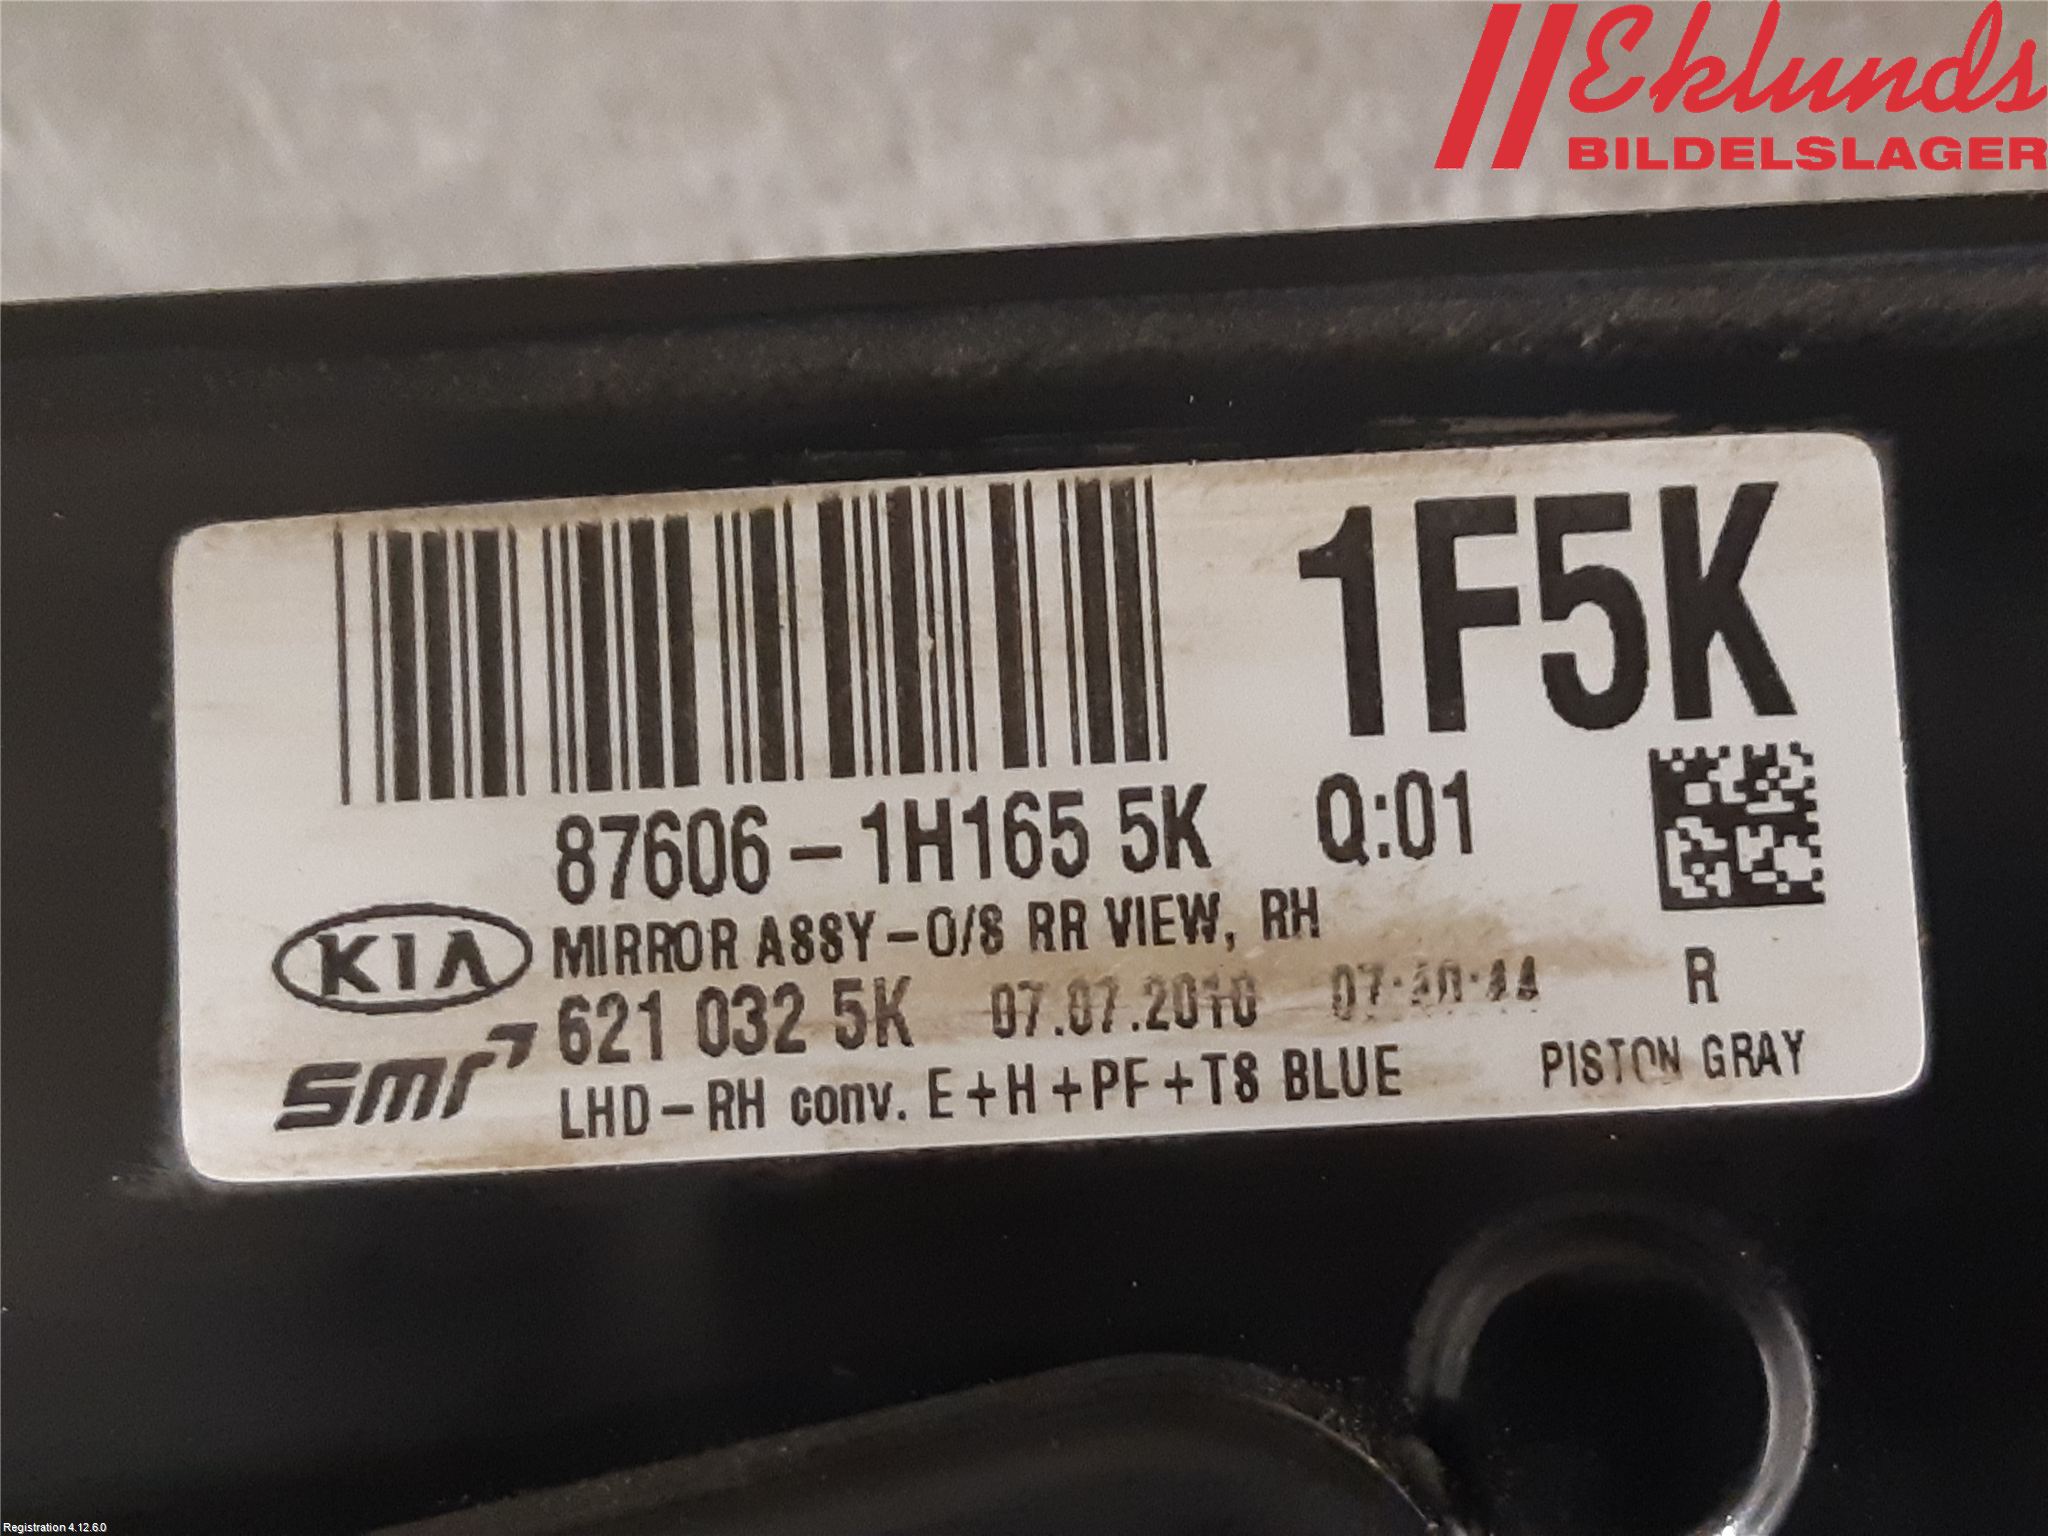 Eklunds
BILDELSLAGER
1F5K
87606-1H165 5K Q:01
KIA MIRROR ASSY-O/S RR VIEW, RH
smr 621 032 5K 07.07.2010 R
LHD-RH conv. E+H+PF+TS BLUE PISTON GRAY
Registration 4.12.6.0